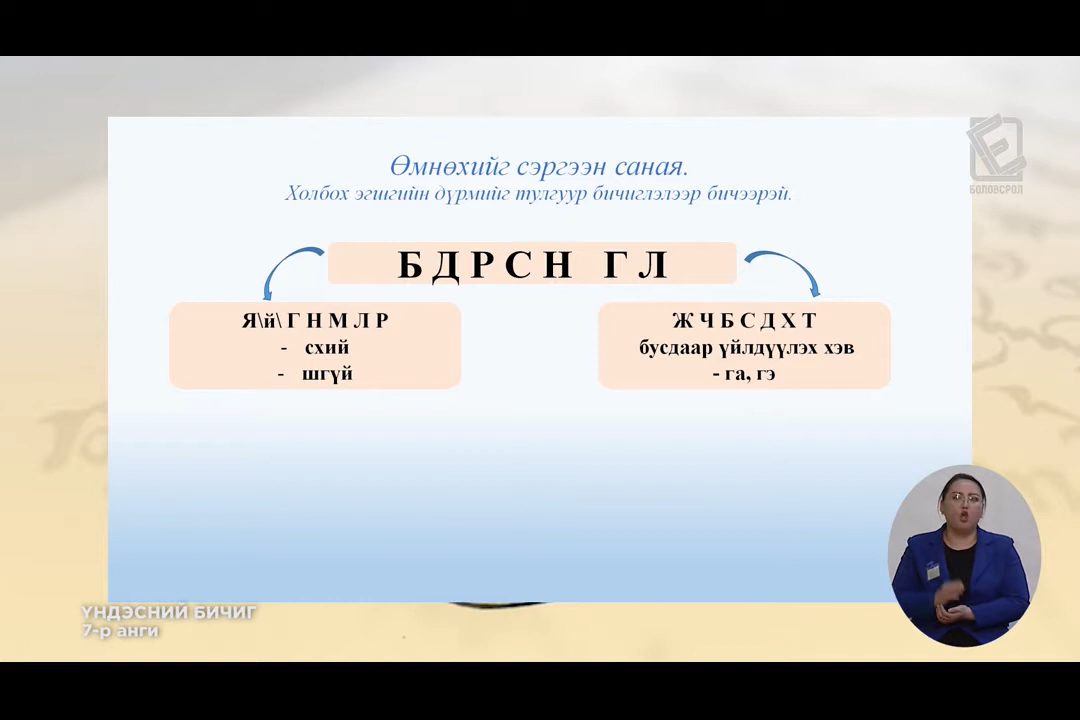 Өмнөхийг сэргээн саная.
Холбох эгшгийн дүрмийг тулгуур бичиглэлээр бичээрэй.
Б Д Р С Н Г Л
Я\й\ Г Н М Л Р
- схий
- шгүй
Ж Ч Б С Д Х Т
бусдаар үйлдүүлэх хэв
- га, гэ
БОЛОВСРОЛ
ҮНДЭСНИЙ БИЧИГ
7-р анги